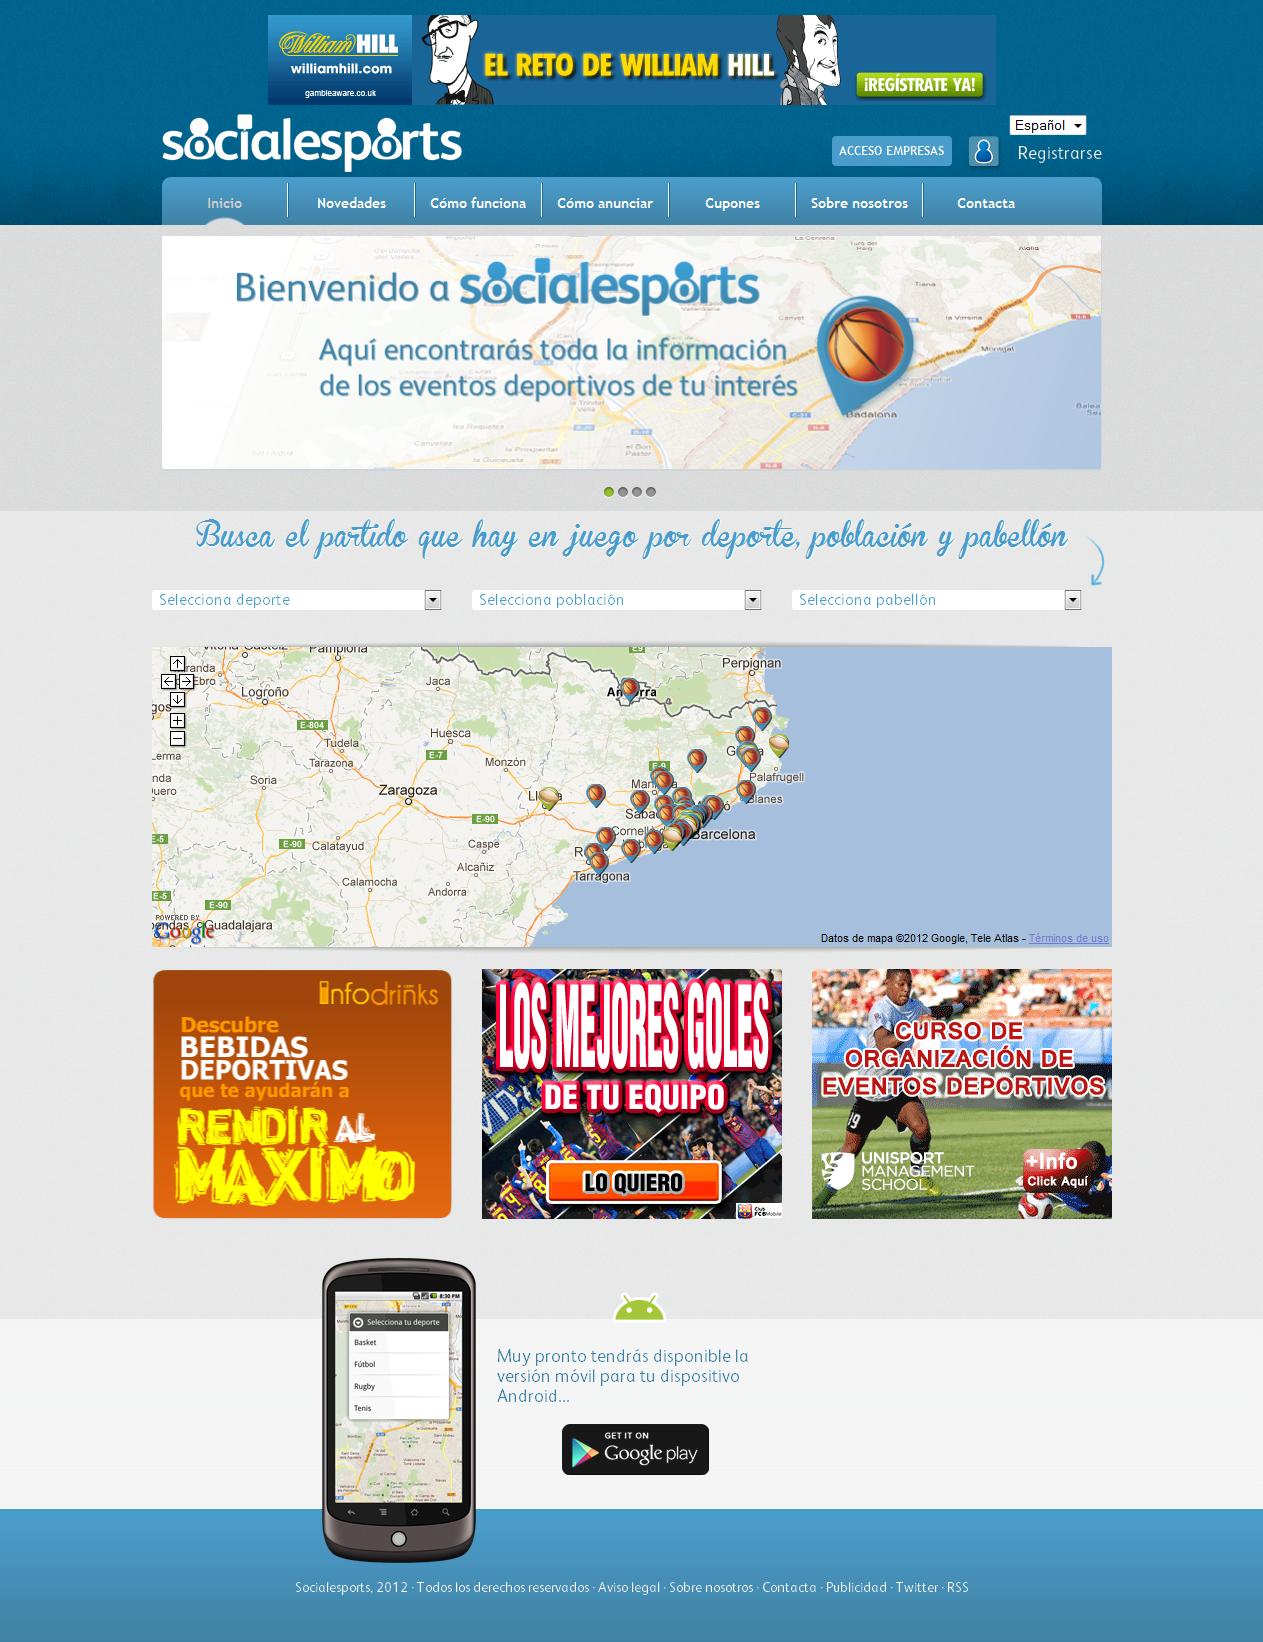 William HILL
williamhill.com
gambleaware.co.uk
EL RETO DE WILLIAM HILL
¡REGÍSTRATE YA!
socialesports
Español
ACCESO EMPRESAS
Registrarse
Inicio
Novedades
Cómo funciona
Cómo anunciar
Cupones
Sobre nosotros
Contacta
Bienvenido a socialesports
Aquí encontrarás toda la información
de los eventos deportivos de tu interés
Tiana
Montgat
Badalona
Busca el partido que hay en juego por deporte, población y pabellón
Selecciona deporte
Selecciona población
Selecciona pabellón
Pamplona
Perpignan
Jaca
Logroño
E-804
Huesca
E-7
Tudela
Tarazona
Monzón
E-9
Lerma
Soria
Zaragoza
Palafrugell
Blanes
E-90
Barcelona
E-5
E-90
Calatayud
Caspe
Alcañiz
Tarragona
Calamocha
Andorra
E-5
E-90
Guadalajara
POWERED BY
Google
Datos de mapa ©2012 Google, Tele Atlas - Términos de uso
infodrinks
Descubre
BEBIDAS
DEPORTIVAS
que te ayudarán a
RENDIR AL
MAXIMO
LOS MEJORES GOLES
DE TU EQUIPO
LO QUIERO
CURSO DE
ORGANIZACIÓN DE
EVENTOS DEPORTIVOS
UNISPORT
MANAGEMENT
SCHOOL
+Info
Click Aquí
8:30 PM
Selecciona tu deporte
Basket
Fútbol
Rugby
Tenis
Muy pronto tendrás disponible la
versión móvil para tu dispositivo
Android...
GET IT ON
Google play
Socialesports, 2012 · Todos los derechos reservados · Aviso legal · Sobre nosotros · Contacta · Publicidad · Twitter · RSS